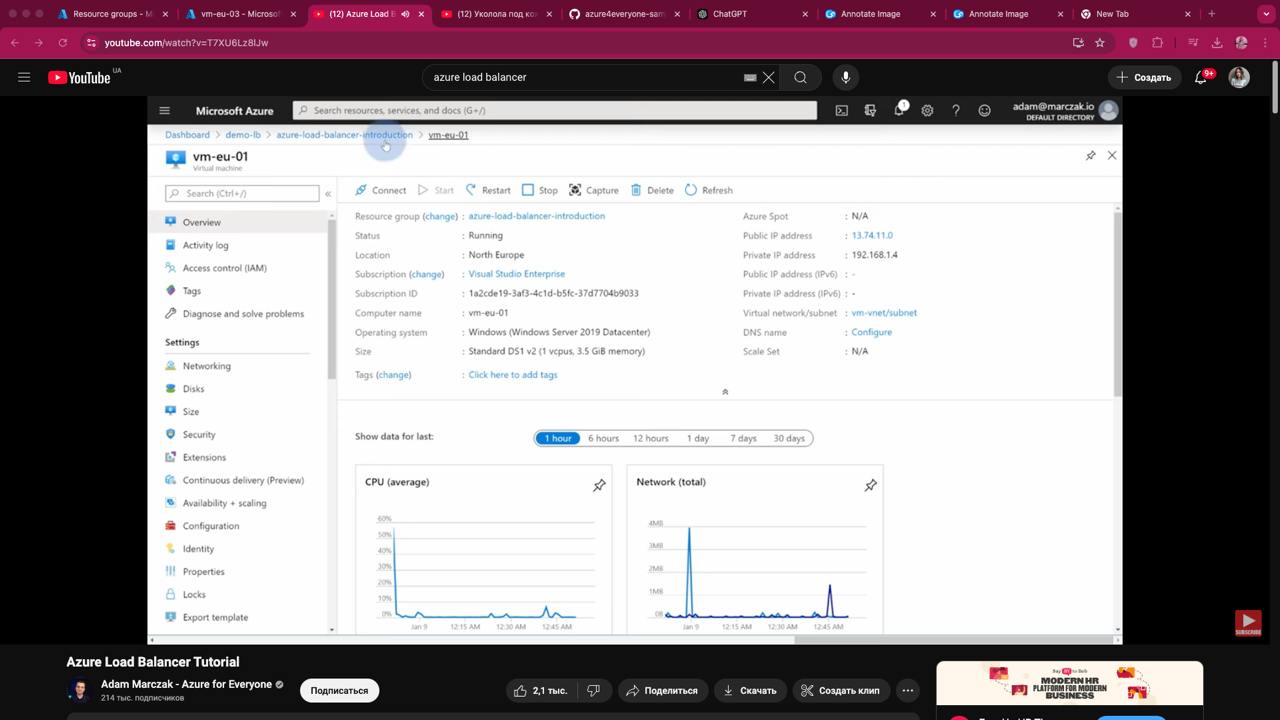 Resource groups - M
vm-eu-03 - Microsof
(12) Azure Load B
(12) Уколола под ко
azure4everyone-sam
ChatGPT
Annotate Image
Annotate Image
New Tab
youtube.com/watch?v=T7XU6Lz8lJw
YouTube UA
azure load balancer
Создать
9+
Microsoft Azure
Search resources, services, and docs (G+/)
1
adam@marczak.io
DEFAULT DIRECTORY
Dashboard > demo-lb > azure-load-balancer-introduction > vm-eu-01
vm-eu-01
Virtual machine
Search (Ctrl+/)
Connect Start Restart Stop Capture Delete Refresh
Overview
Activity log
Access control (IAM)
Tags
Diagnose and solve problems
Settings
Networking
Disks
Size
Security
Extensions
Continuous delivery (Preview)
Availability + scaling
Configuration
Identity
Properties
Locks
Export template
Resource group (change) : azure-load-balancer-introduction
Status : Running
Location : North Europe
Subscription (change) : Visual Studio Enterprise
Subscription ID : 1a2cde19-3af3-4c1d-b5fc-37d7704b9033
Computer name : vm-eu-01
Operating system : Windows (Windows Server 2019 Datacenter)
Size : Standard DS1 v2 (1 vcpus, 3.5 GiB memory)
Tags (change) : Click here to add tags
Azure Spot : N/A
Public IP address : 13.74.11.0
Private IP address : 192.168.1.4
Public IP address (IPv6) : -
Private IP address (IPv6) : -
Virtual network/subnet : vm-vnet/subnet
DNS name : Configure
Scale Set : N/A
Show data for last:
1 hour 6 hours 12 hours 1 day 7 days 30 days
CPU (average)
60%
50%
40%
30%
20%
10%
0%
Jan 9 12:15 AM 12:30 AM 12:45 AM
Network (total)
4MB
3MB
2MB
1MB
0B
Jan 9 12:15 AM 12:30 AM 12:45 AM
SUBSCRIBE
Azure Load Balancer Tutorial
Adam Marczak - Azure for Everyone
214 тыс. подписчиков
Подписаться
2,1 тыс.
Поделиться
Скачать
Создать клип
MODERN HR
PLATFORM FOR MODERN
BUSINESS